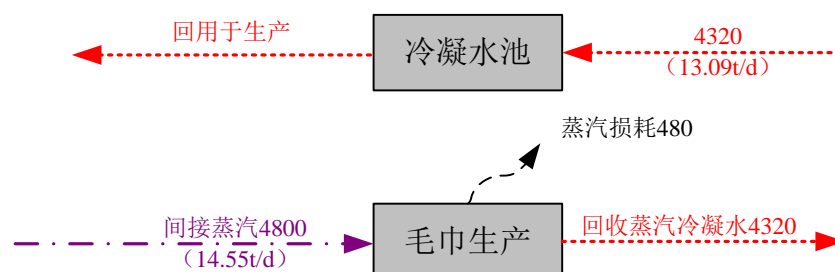 回用于生产
冷凝水池
4320
（13.09t/d）
蒸汽损耗480
间接蒸汽4800
（14.55t/d）
毛巾生产
回收蒸汽冷凝水4320